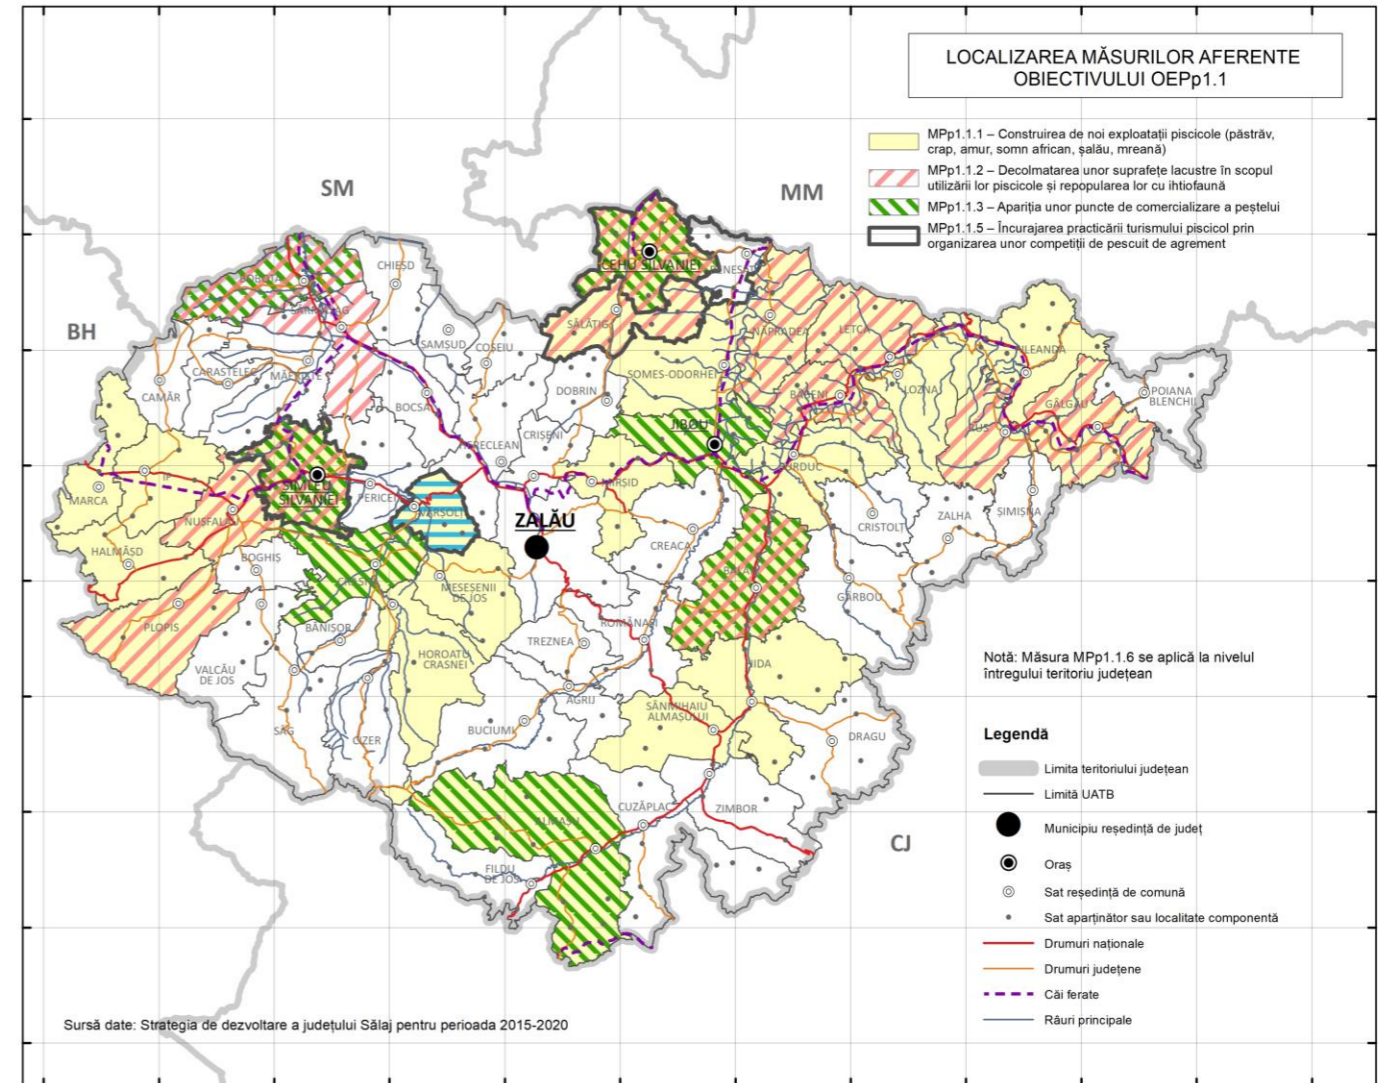 LOCALIZAREA MĂSURILOR AFERENTE
OBIECTIVULUI OEPp1.1
MPp1.1.1 – Construirea de noi exploatații piscicole (păstrăv,
crap, amur, somn african, șalău, mreană)
MPp1.1.2 – Decolmatarea unor suprafețe lacustre în scopul
utilizării lor piscicole și repopularea lor cu ihtiofaună
MPp1.1.3 – Apariția unor puncte de comercializare a peștelui
MPp1.1.5 – Încurajarea practicării turismului piscicol prin
organizarea unor competiții de pescuit de agrement
SM
MM
BH
CHIEȘD
CEHU SILVANIEI
SĂLĂȚIG
NĂPRADEA
LETCA
ILEANDA
SAMȘUD
COȘEIU
CARASTELEC
CAMĂR
SOMEȘ-ODORHEI
LOZNA
POIANA
BLENCHII
DOBRIN
BOCȘA
GÂLGĂU
CRIȘENI
JIBOU
RUS
HERECLEAN
SURDUC
MIRȘID
IP
MARCA
ȘIMLEU
SILVANIEI
PERICEI
VÂRȘOLȚ
NUȘFALĂU
ZALĂU
CRISTOLȚ
ZALHA
ȘIMIȘNA
HALMĂȘD
BOGHIȘ
CREACA
CRASNA
MESEȘENII
DE JOS
BĂLAN
GÂRBOU
PLOPIȘ
BĂNIȘOR
TREZNEA
ROMÂNAȘI
HOROATU
CRASNEI
VALCĂU
DE JOS
HIDA
AGRIJ
SÂNMIHAIU
ALMAȘULUI
SÂG
CIZER
BUCIUMI
DRAGU
CUZĂPLAC
ZIMBOR
ALMAȘU
FILDU
DE JOS
CJ
Notă: Măsura MPp1.1.6 se aplică la nivelul
întregului teritoriu județean
Legendă
Limita teritoriului județean
Limită UATB
Municipiu reședință de județ
Oraș
Sat reședință de comună
Sat aparținător sau localitate componentă
Drumuri naționale
Drumuri județene
Căi ferate
Râuri principale
Sursă date: Strategia de dezvoltare a județului Sălaj pentru perioada 2015-2020